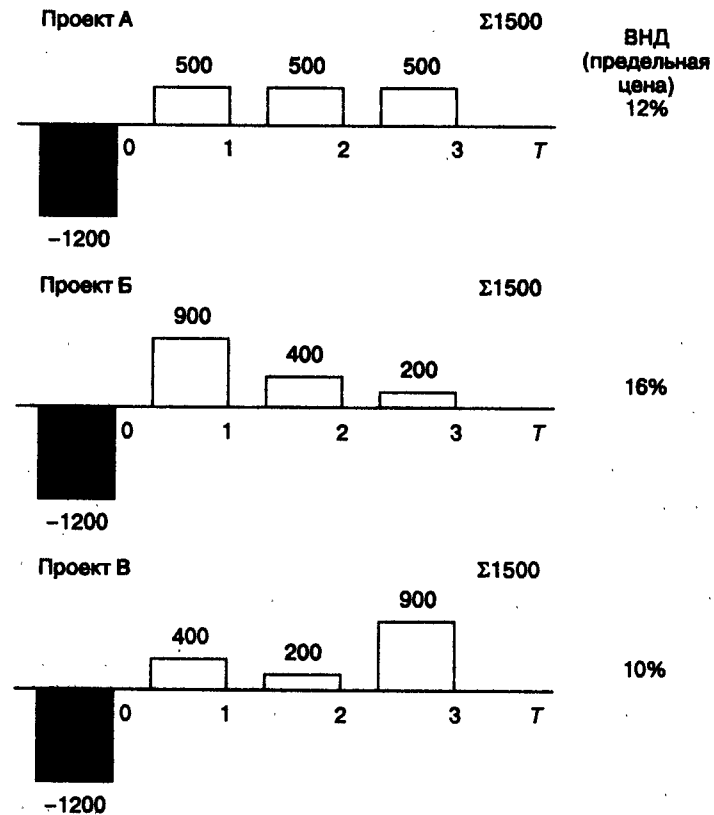 Проект А Σ1500
ВНД
(предельная
цена)
12%
500 500 500
0 1 2 3 T
−1200
Проект Б Σ1500
900
400
200
16%
0 1 2 3 T
−1200
Проект В Σ1500
900
400
200
10%
0 1 2 3 T
−1200